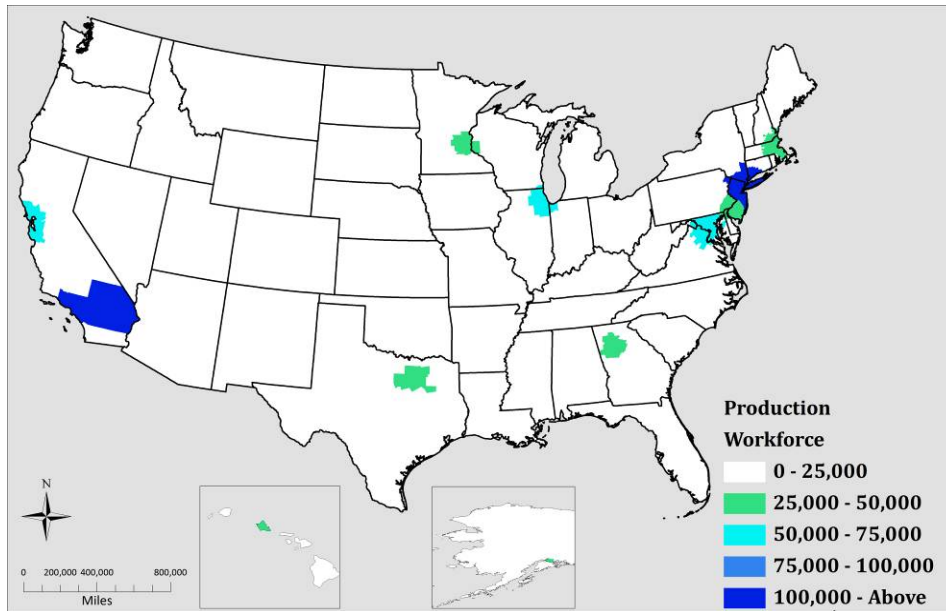 Production
Workforce
0 - 25,000
25,000 - 50,000
50,000 - 75,000
75,000 - 100,000
100,000 - Above
N
0 200,000 400,000 800,000
Miles